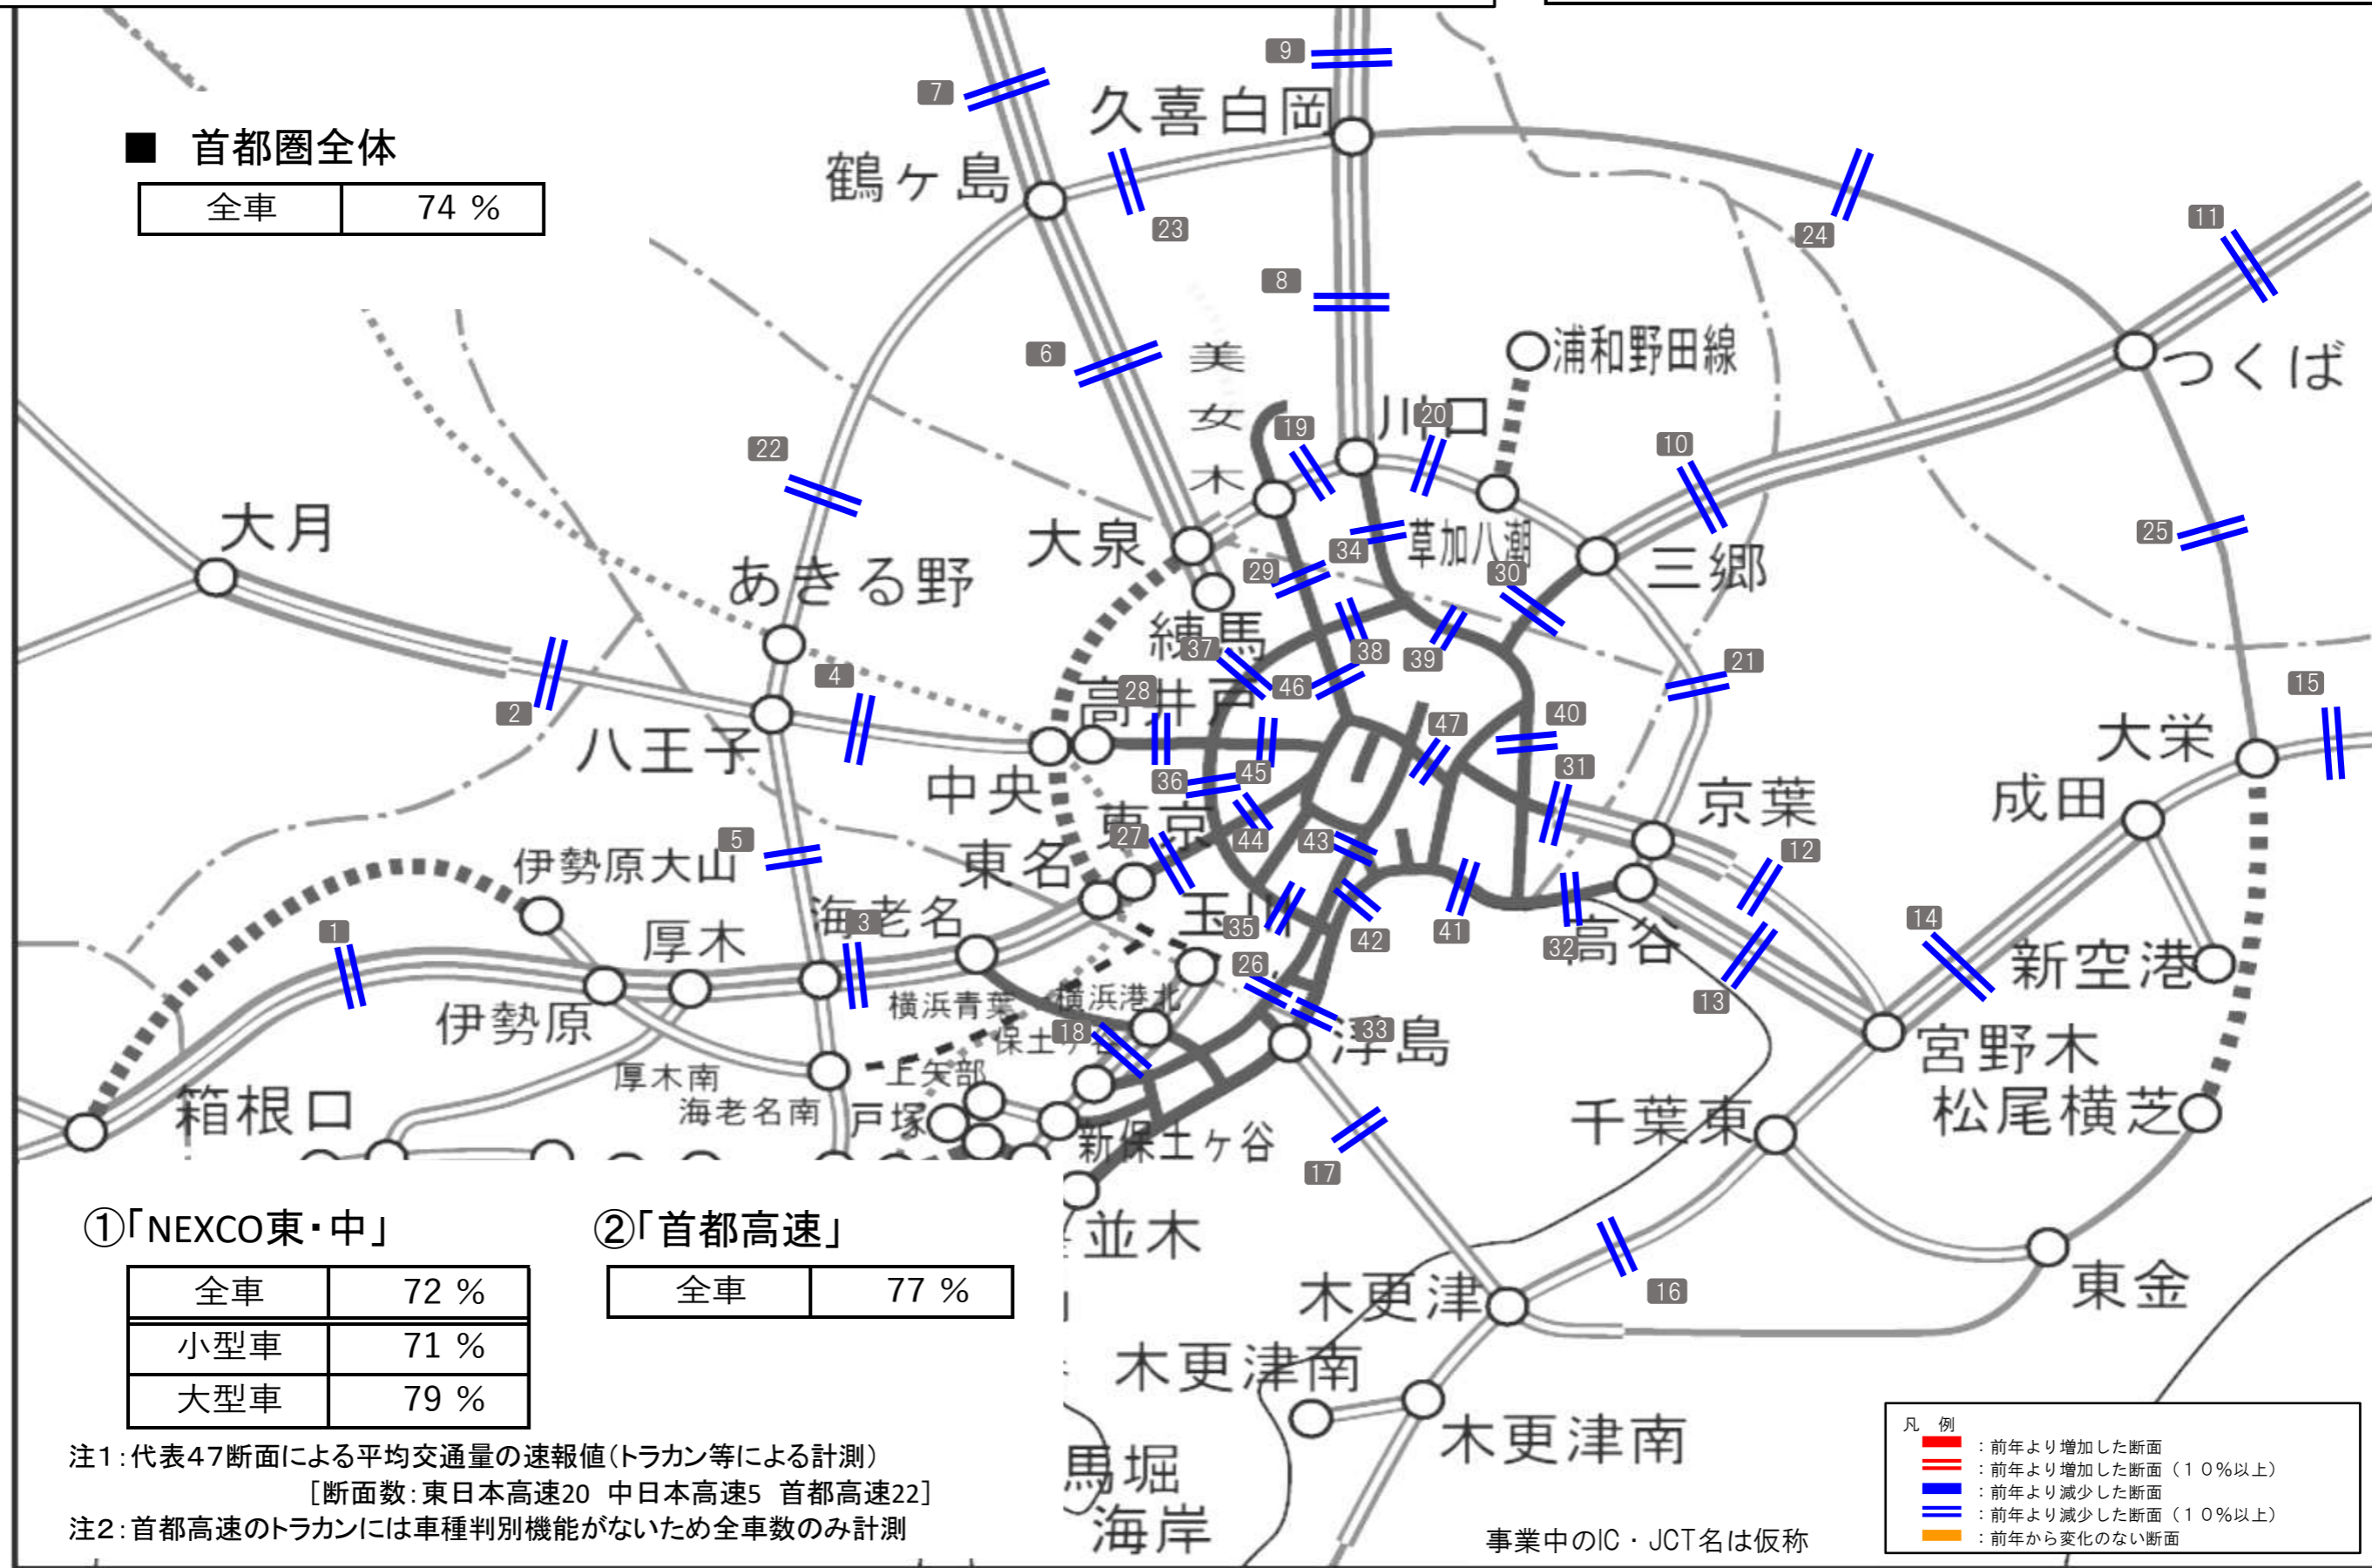 9
7
久喜白岡
■ 首都圏全体
全車 74 %
鶴ヶ島
23
24
11
8
6
美女木
浦和野田線
つくば
川口
20
19
22
10
大月
大泉
34
草加八潮
25
あきる野
29
30
三郷
練馬
37
38
39
21
4
28
高井戸
46
2
40
15
47
八王子
大栄
中央
36
45
31
京葉
成田
東京
27
44
43
12
5
伊勢原大山
東名
海老名
3
玉川
14
1
厚木
35
42
41
32
高谷
新空港
26
13
伊勢原
横浜青葉
横浜港北
18
保土ヶ谷
33
浮島
宮野木
厚木南
上矢部
箱根口
海老名南
戸塚
新保土ヶ谷
千葉東
松尾横芝
17
①「NEXCO東・中」
②「首都高速」
並木
全車 72 %
全車 77 %
小型車 71 %
大型車 79 %
木更津
16
東金
木更津南
木更津南
馬堀
海岸
注1：代表47断面による平均交通量の速報値（トラカン等による計測）
［断面数：東日本高速20 中日本高速5 首都高速22］
注2：首都高速のトラカンには車種判別機能がないため全車数のみ計測
事業中のIC・JCT名は仮称
凡 例
：前年より増加した断面
：前年より増加した断面（１０％以上）
：前年より減少した断面
：前年より減少した断面（１０％以上）
：前年から変化のない断面